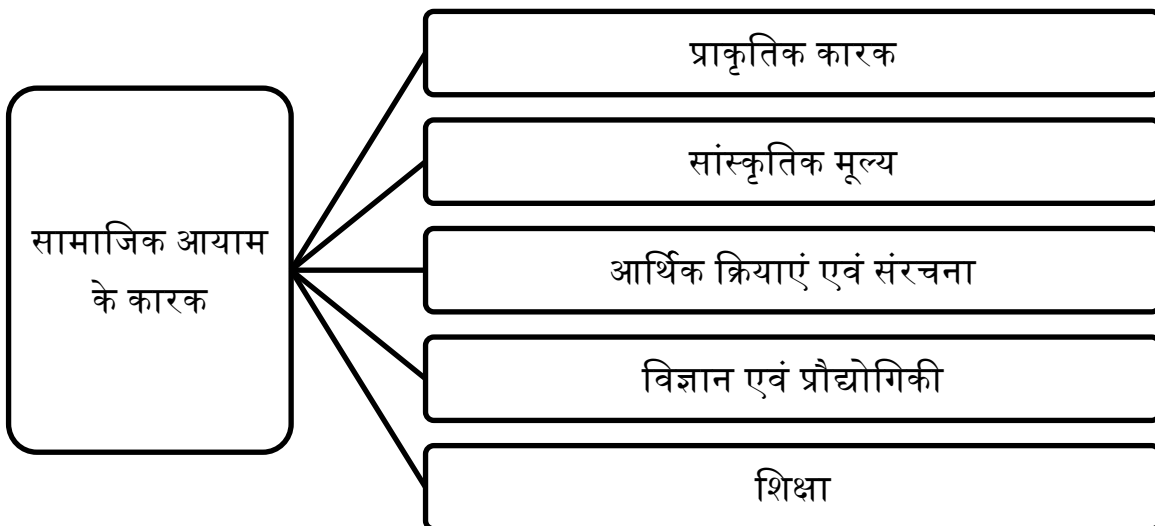 सामाजिक आयाम
के कारक
प्राकृतिक कारक
सांस्कृतिक मूल्य
आर्थिक क्रियाएं एवं संरचना
विज्ञान एवं प्रौद्योगिकी
शिक्षा